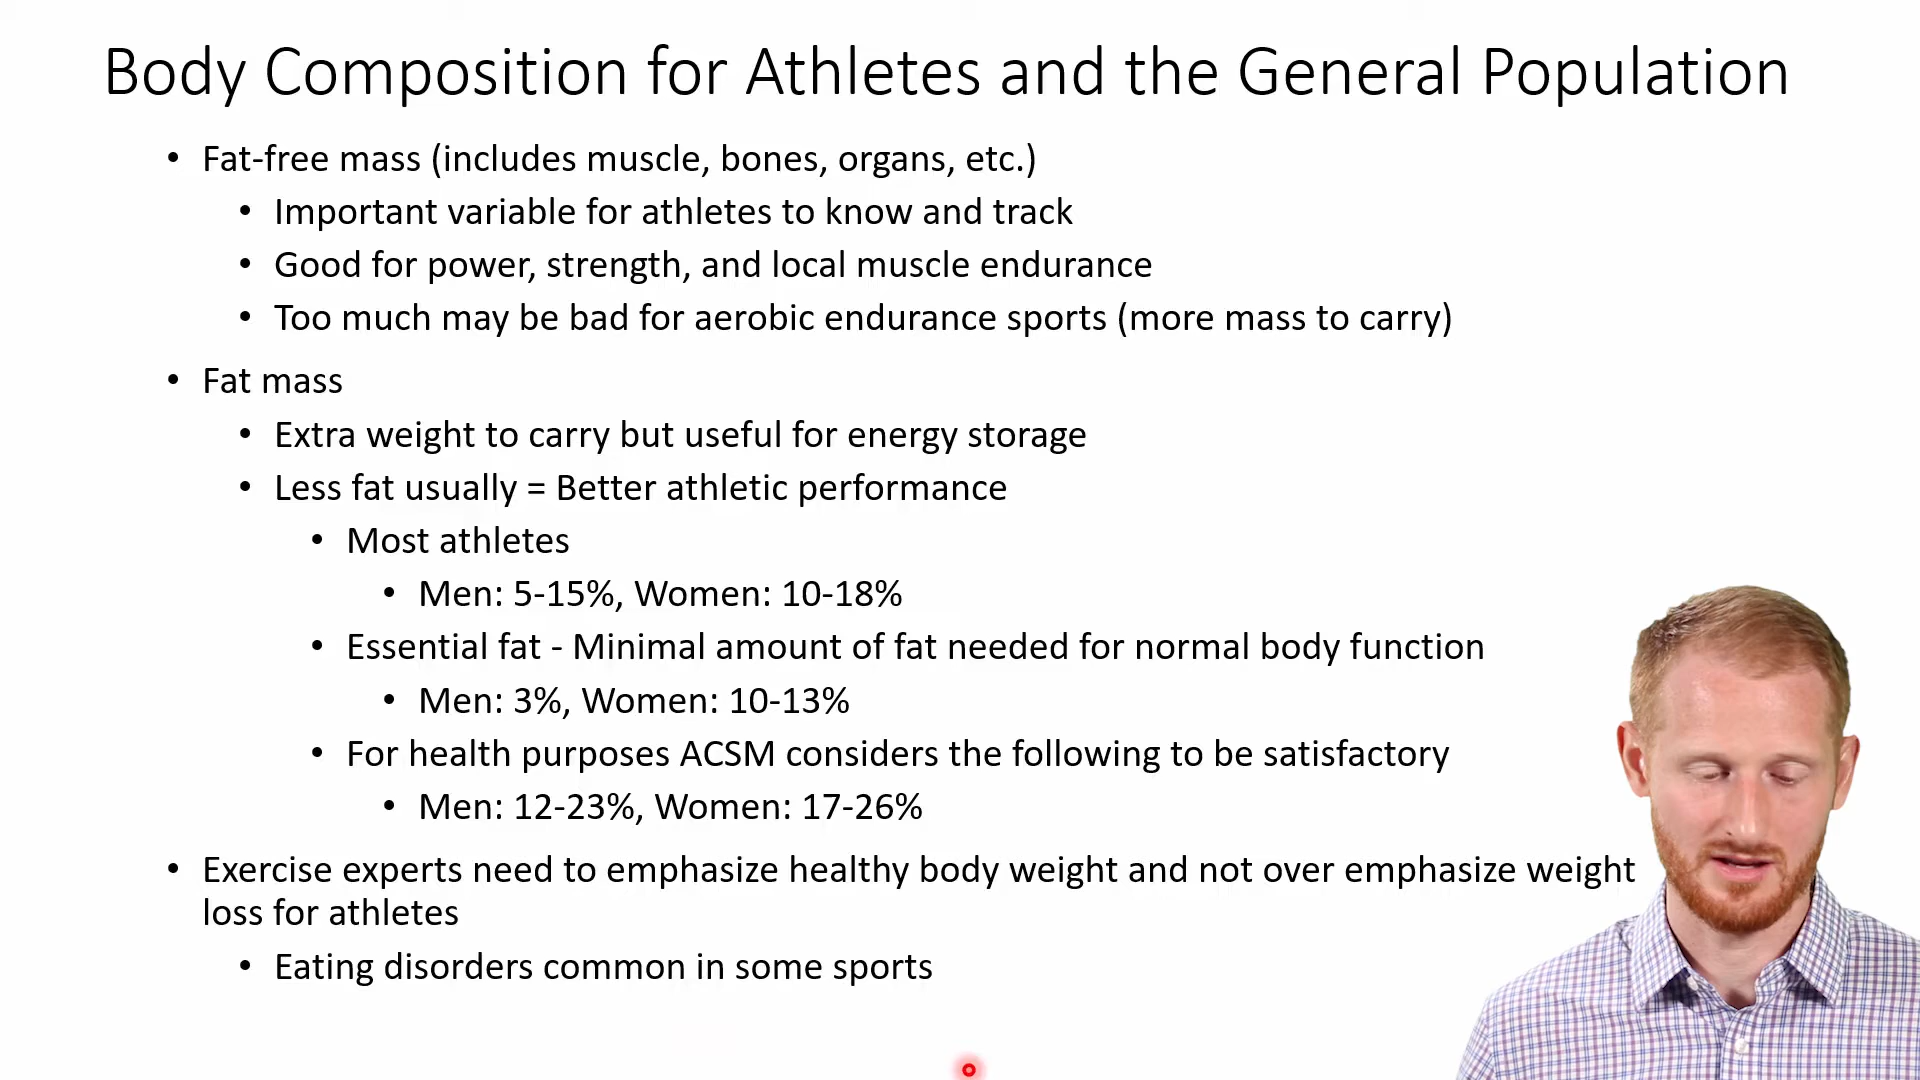 Body Composition for Athletes and the General Population
• Fat-free mass (includes muscle, bones, organs, etc.)
• Important variable for athletes to know and track
• Good for power, strength, and local muscle endurance
• Too much may be bad for aerobic endurance sports (more mass to carry)
• Fat mass
• Extra weight to carry but useful for energy storage
• Less fat usually = Better athletic performance
• Most athletes
• Men: 5-15%, Women: 10-18%
• Essential fat - Minimal amount of fat needed for normal body function
• Men: 3%, Women: 10-13%
• For health purposes ACSM considers the following to be satisfactory
• Men: 12-23%, Women: 17-26%
• Exercise experts need to emphasize healthy body weight and not over emphasize weight
loss for athletes
• Eating disorders common in some sports